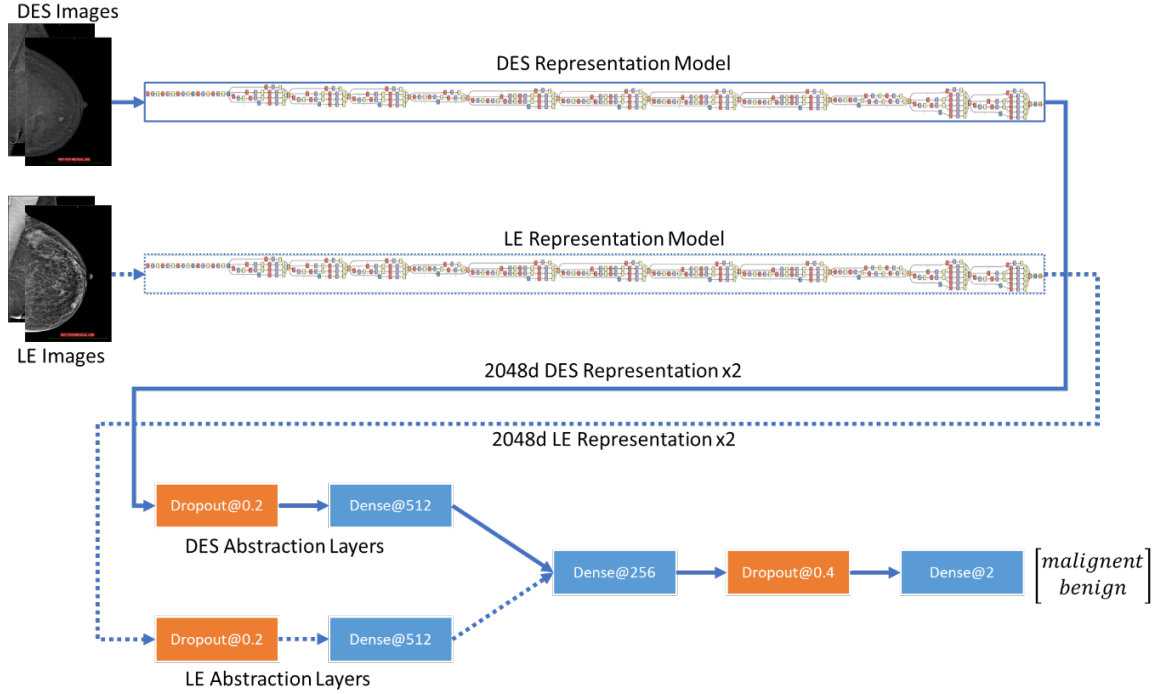 DES Images
DES Representation Model
LE Representation Model
LE Images
2048d DES Representation x2
2048d LE Representation x2
Dropout@0.2
Dense@512
DES Abstraction Layers
Dense@256
Dropout@0.4
Dense@2
malignent
benign
Dropout@0.2
Dense@512
LE Abstraction Layers